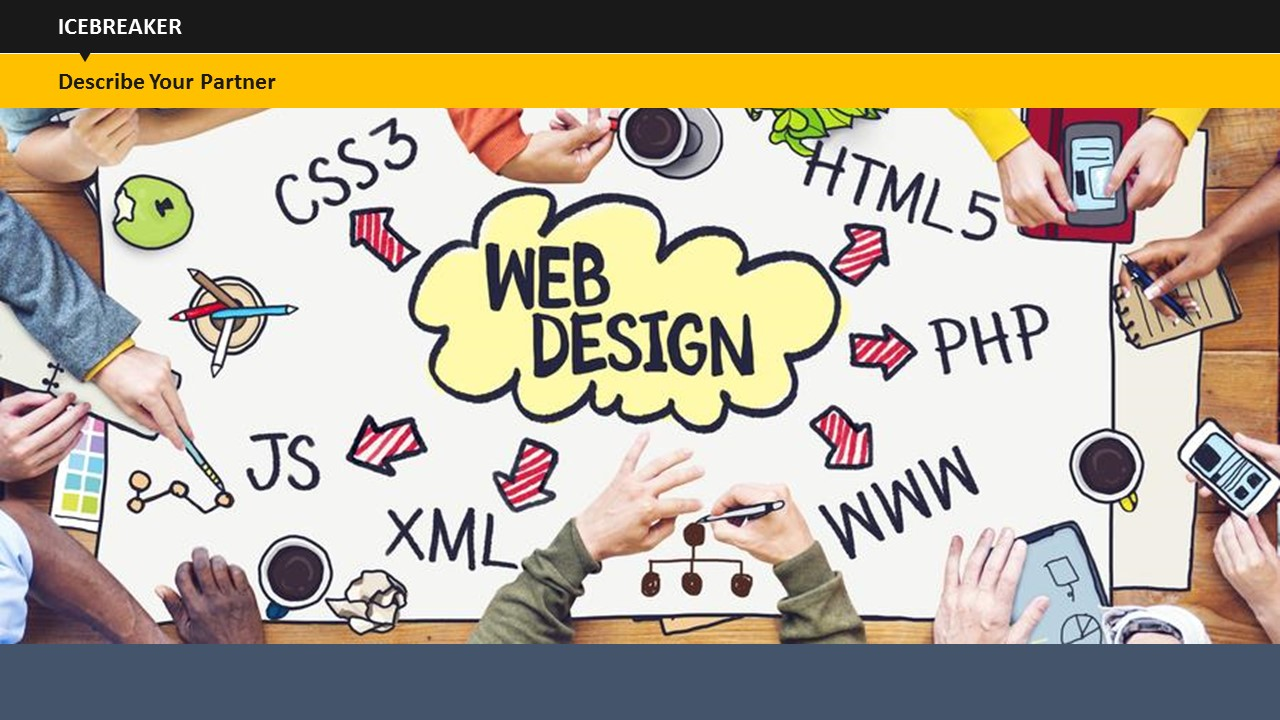 ICEBREAKER
Describe Your Partner
CSS3
HTML5
WEB
DESIGN
PHP
JS
XML
WWW